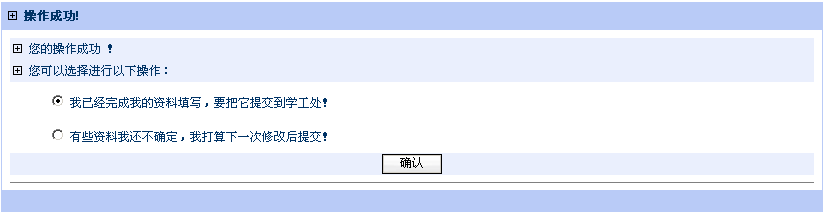 操作成功!
您的操作成功 !
您可以选择进行以下操作：
我已经完成我的资料填写，要把它提交到学工处!
有些资料我还不确定，我打算下一次修改后提交!
确认